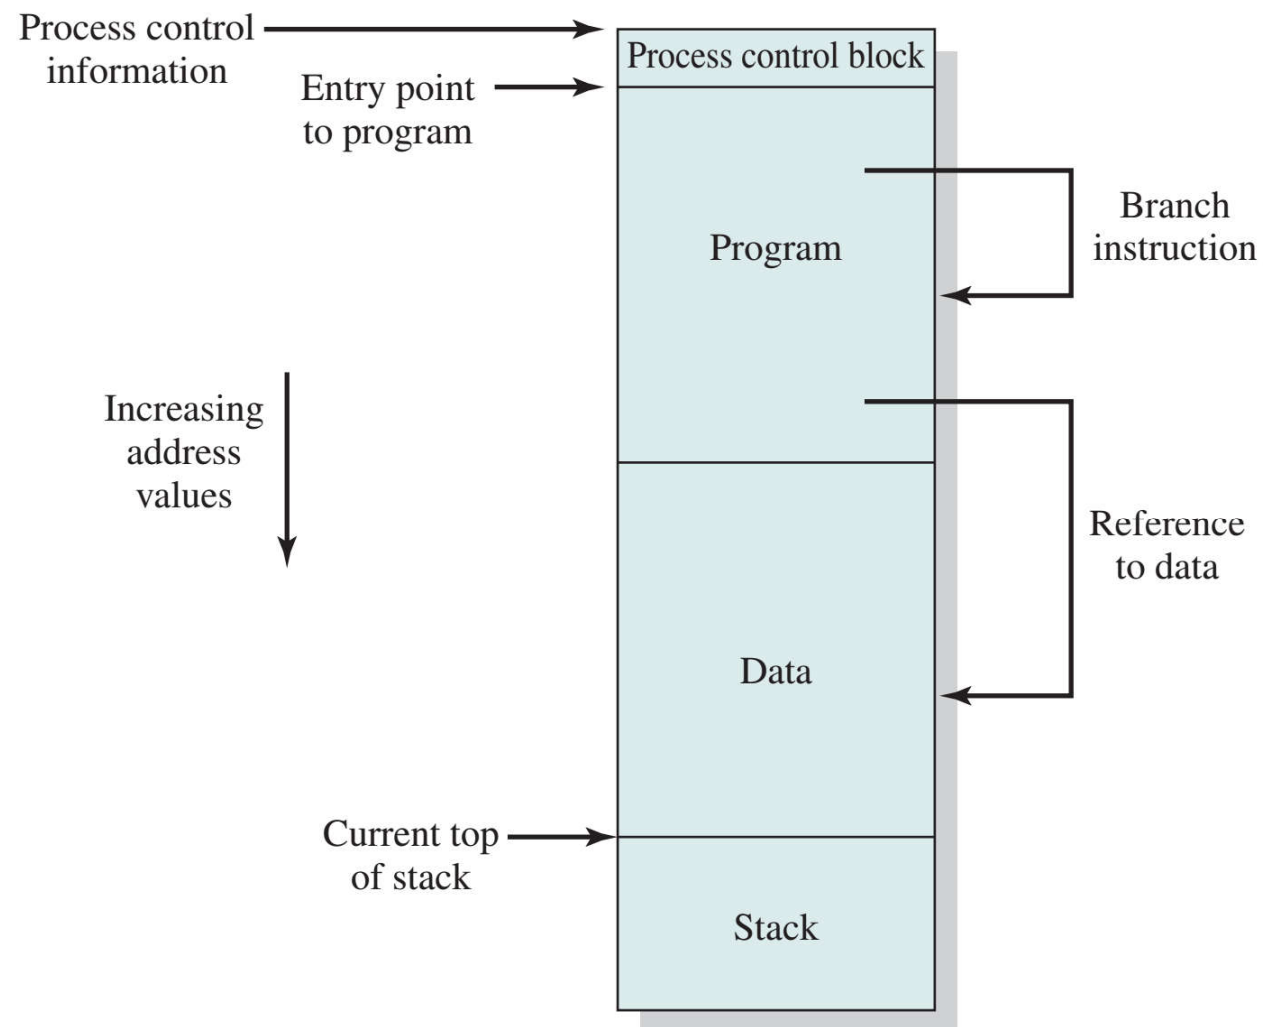 Process control
information
Process control block
Entry point
to program
Branch
instruction
Program
Increasing
address
values
Reference
to data
Data
Current top
of stack
Stack